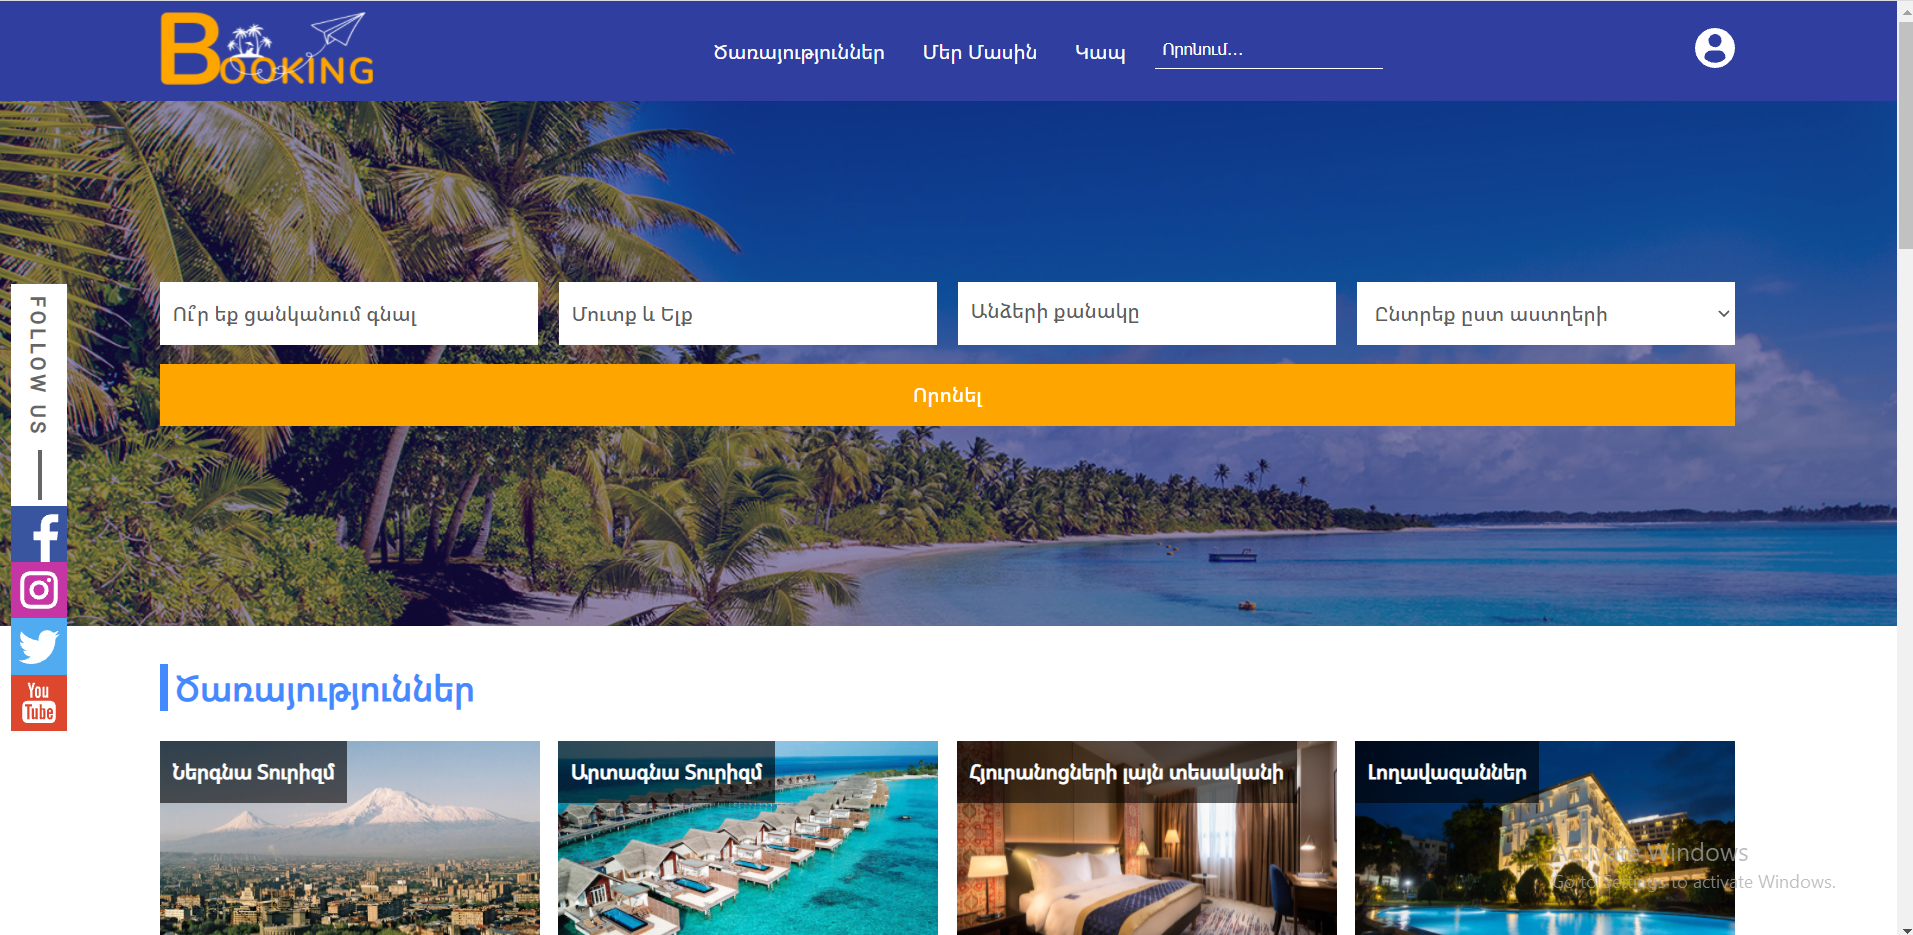 BOOKING
Ծառայություններ
Մեր Մասին
Կապ
Որոնում...
Ու՞ր եք ցանկանում գնալ
Մուտք և Ելք
Անձերի քանակը
Ընտրեք ըստ աստղերի
Որոնել
FOLLOW US
You
Tube
Ծառայություններ
Ներգնա Տուրիզմ
Արտագնա Տուրիզմ
Հյուրանոցների լայն տեսականի
Լողավազաններ
Activate Windows
Go to Settings to activate Windows.